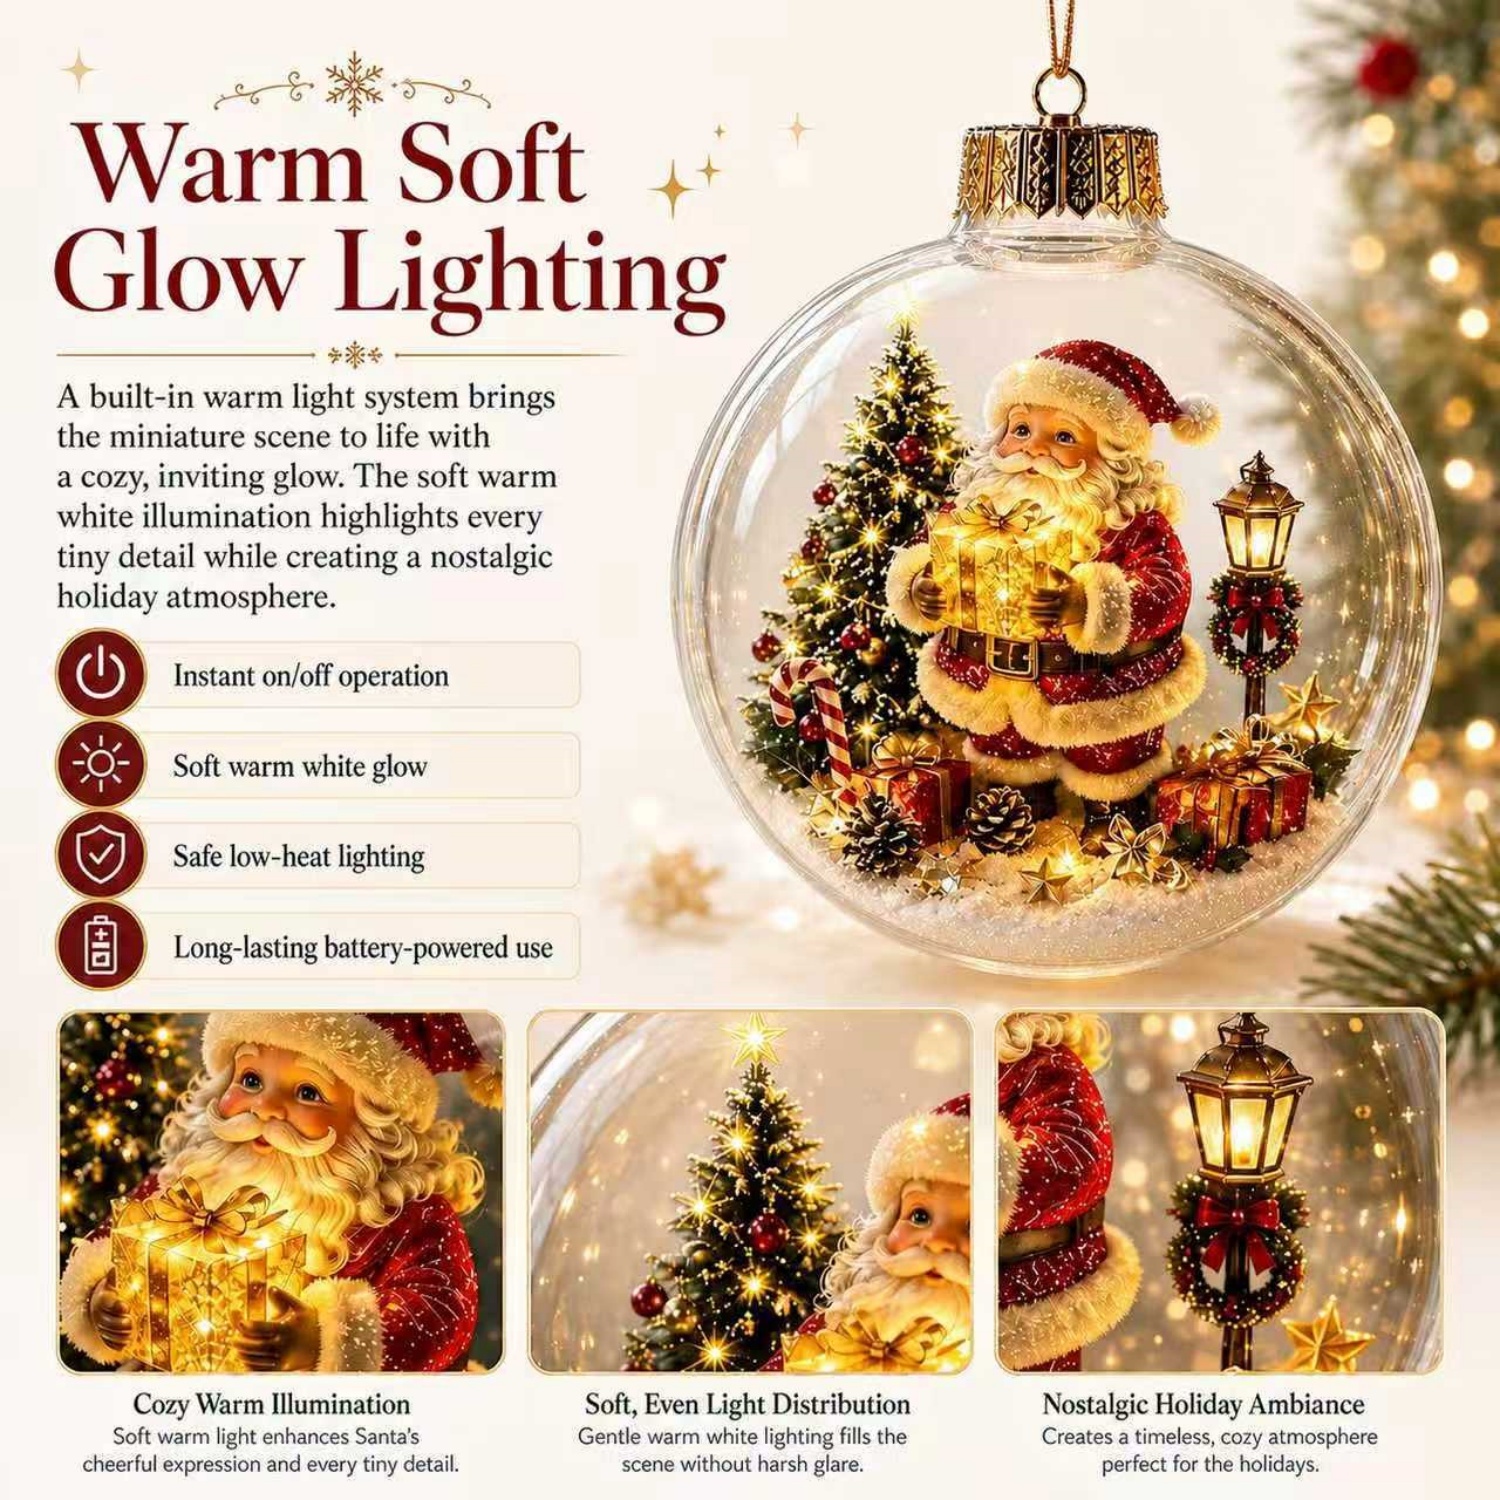 Warm Soft
Glow Lighting
A built-in warm light system brings
the miniature scene to life with
a cozy, inviting glow. The soft warm
white illumination highlights every
tiny detail while creating a nostalgic
holiday atmosphere.
Instant on/off operation
Soft warm white glow
Safe low-heat lighting
Long-lasting battery-powered use
Cozy Warm Illumination
Soft warm light enhances Santa's
cheerful expression and every tiny detail.
Soft, Even Light Distribution
Gentle warm white lighting fills the
scene without harsh glare.
Nostalgic Holiday Ambiance
Creates a timeless, cozy atmosphere
perfect for the holidays.